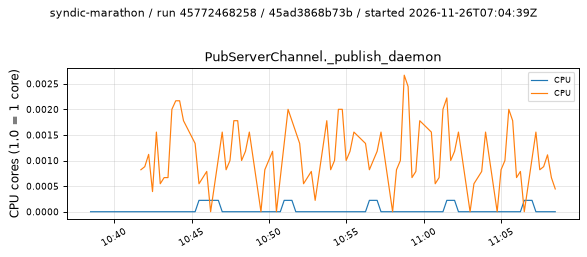 syndic-marathon / run 45772468258 / 45ad3868b73b / started 2026-11-26T07:04:39Z
PubServerChannel._publish_daemon
CPU cores (1.0 = 1 core)
0.0025
0.0020
0.0015
0.0010
0.0005
0.0000
CPU
CPU
10:40
10:45
10:50
10:55
11:00
11:05